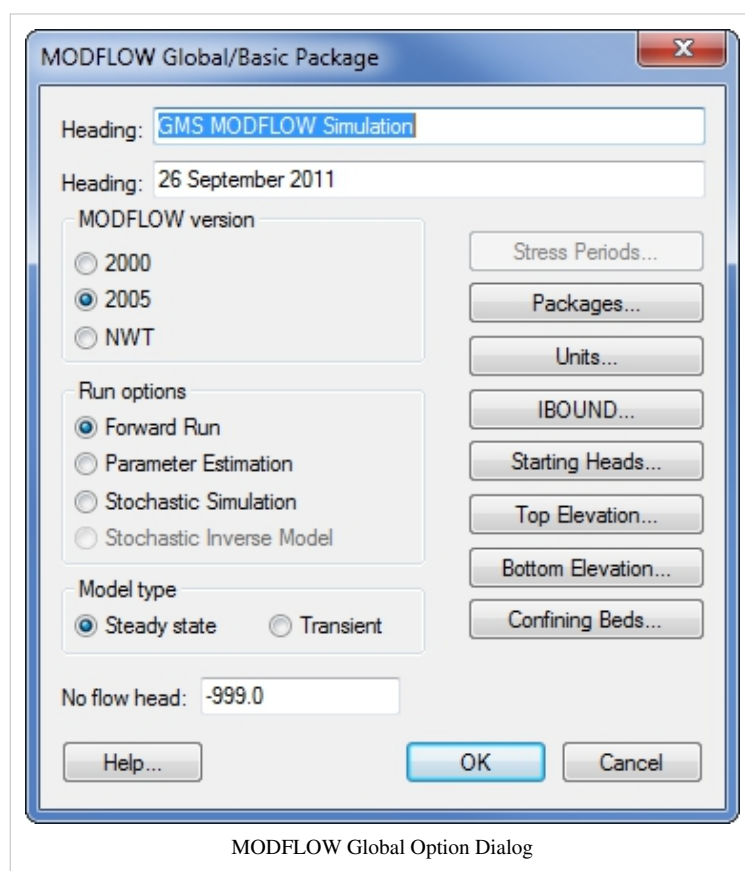 MODFLOW Global/Basic Package
Heading: GMS MODFLOW Simulation
Heading: 26 September 2011
MODFLOW version
2000
2005
NWT
Run options
Forward Run
Parameter Estimation
Stochastic Simulation
Stochastic Inverse Model
Model type
Steady state Transient
Stress Periods...
Packages...
Units...
IBOUND...
Starting Heads...
Top Elevation...
Bottom Elevation...
Confining Beds...
No flow head: -999.0
Help... OK Cancel
MODFLOW Global Option Dialog